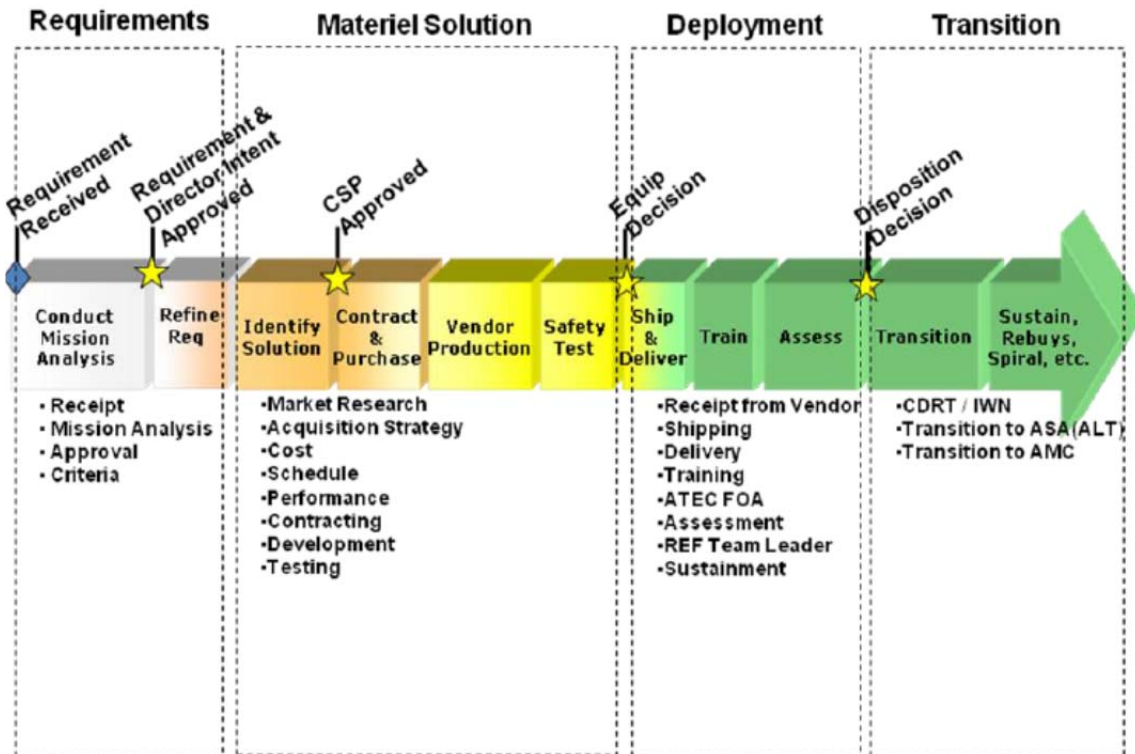 Requirements
Materiel Solution
Deployment
Transition
Requirement
Received
Requirement &
Director Intent
Approved
CSP
Approved
Equip
Decision
Disposition
Decision
Conduct
Mission
Analysis
Refine
Req
Identify
Solution
Contract
&
Purchase
Vendor
Production
Safety
Test
Ship
&
Deliver
Train
Assess
Transition
Sustain,
Rebuys,
Spiral, etc.
• Receipt
• Mission Analysis
• Approval
• Criteria
•Market Research
•Acquisition Strategy
•Cost
•Schedule
•Performance
•Contracting
•Development
•Testing
•Receipt from Vendor
•Shipping
•Delivery
•Training
•ATEC FOA
•Assessment
•REF Team Leader
•Sustainment
•CDRT / IWN
•Transition to ASA(ALT)
•Transition to AMC